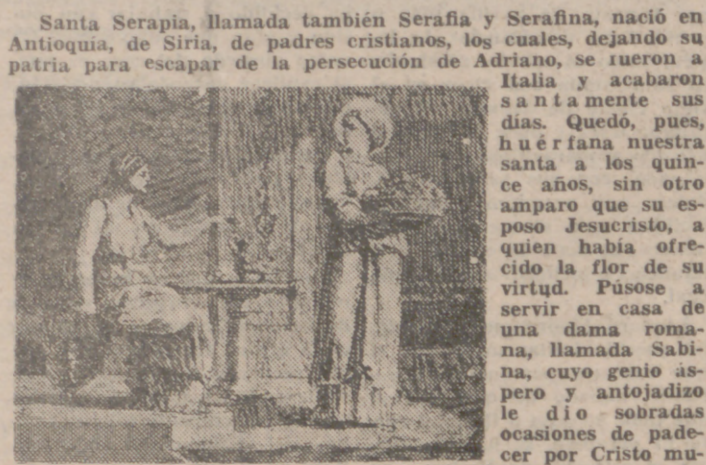 Santa Serapia, llamada también Serafia y Serafina, nació en
Antioquía, de Siria, de padres cristianos, los cuales, dejando su
patria para escapar de la persecución de Adriano, se fueron a
Italia y acabaron
santamente sus
días. Quedó, pues,
huérfana nuestra
santa a los quin-
ce años, sin otro
amparo que su es-
poso Jesucristo, a
quien había ofre-
cido la flor de su
virtud. Púsose a
servir en casa de
una dama roma-
na, llamada Sabi-
na, cuyo genio ás-
pero y antojadizo
le dio sobradas
ocasiones de pade-
cer por Cristo mu-